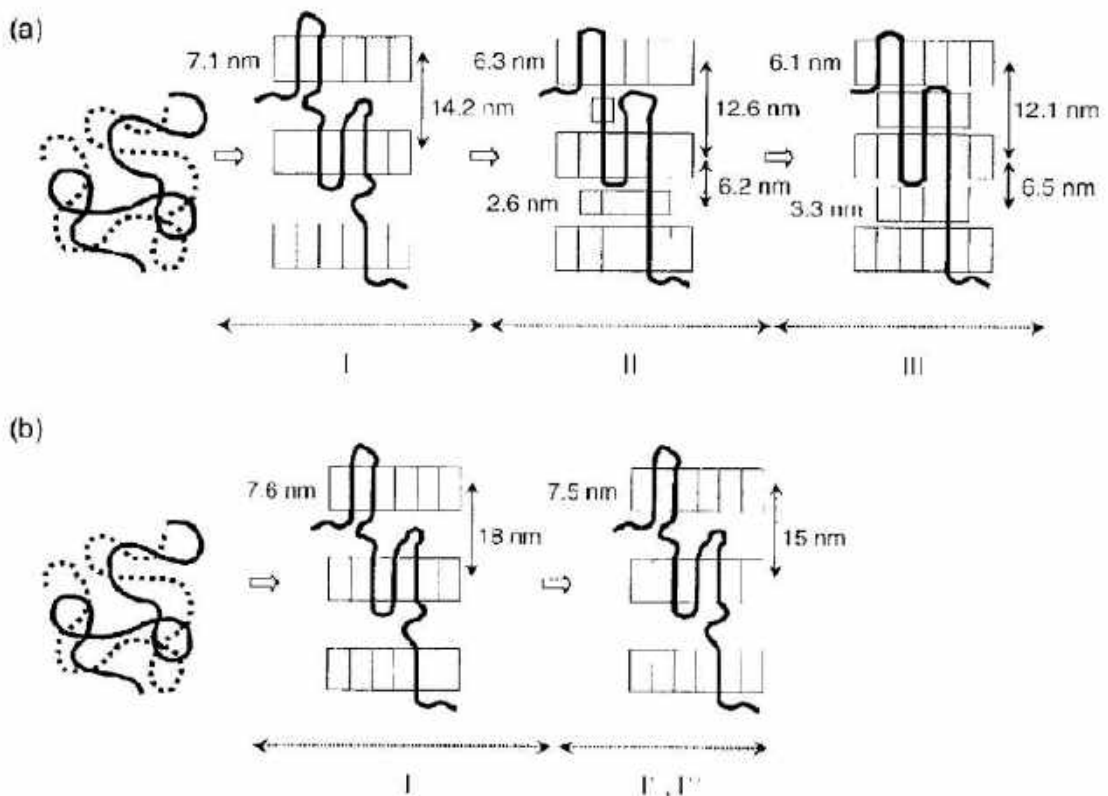 (a)
7.1 nm
14.2 nm
6.3 nm
12.6 nm
2.6 nm
6.2 nm
6.1 nm
12.1 nm
3.3 nm
6.5 nm
I
II
III
(b)
7.6 nm
18 nm
7.5 nm
15 nm
I
I', I''